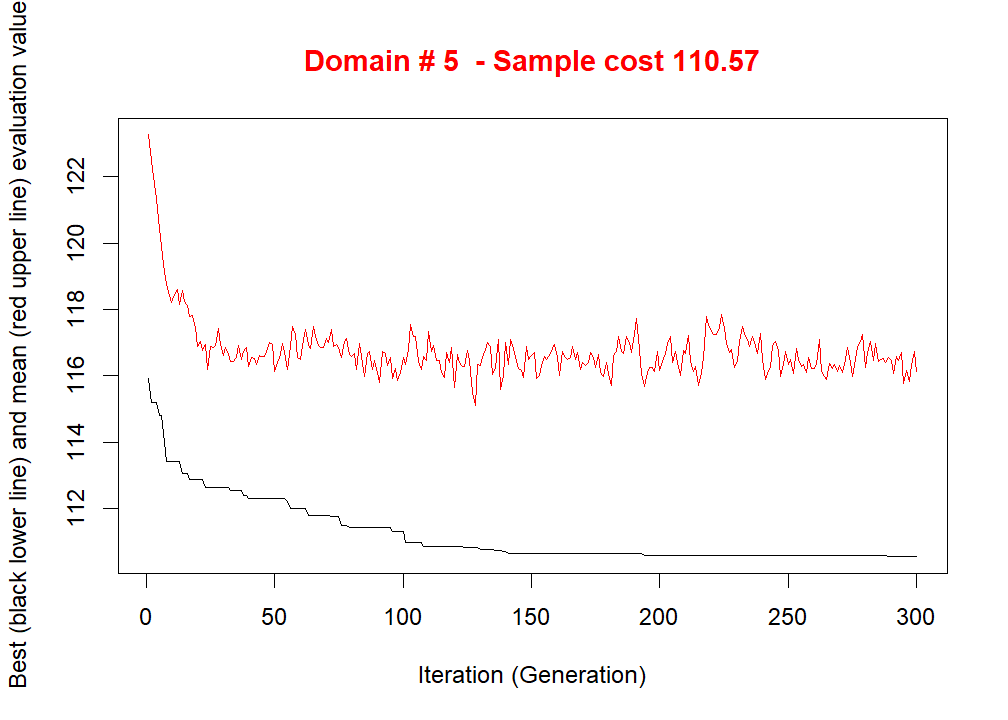 Domain # 5  - Sample cost 110.57
Best (black lower line) and mean (red upper line) evaluation value
122
120
118
116
114
112
0 50 100 150 200 250 300
Iteration (Generation)